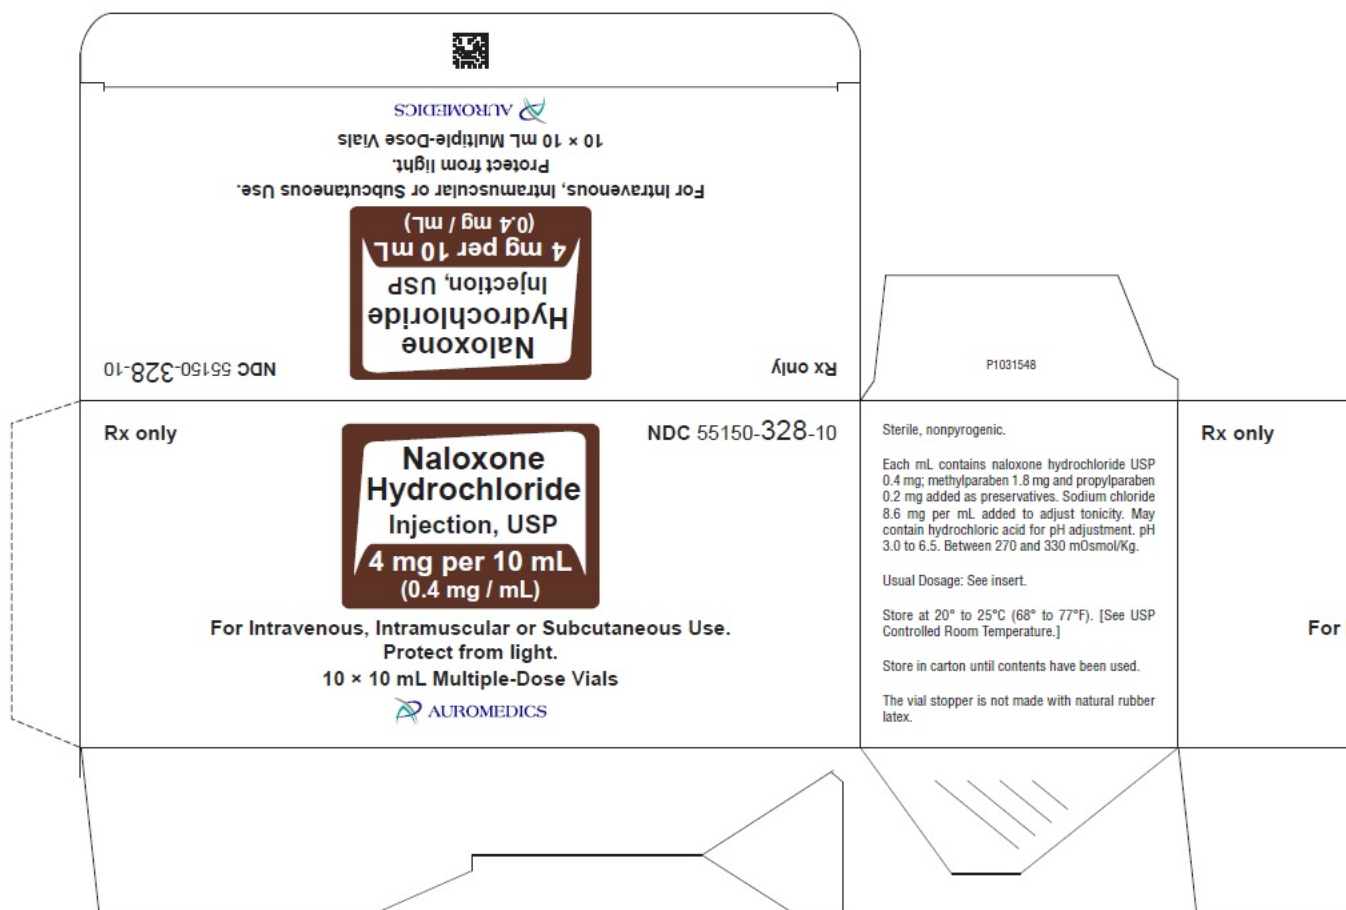 AUROMEDICS
10 × 10 mL Multiple-Dose Vials
Protect from light.
For Intravenous, Intramuscular or Subcutaneous Use.
(0.4 mg / mL)
4 mg per 10 mL
Injection, USP
Hydrochloride
Naloxone
NDC 55150-328-10
Rx only
P1031548
Rx only
NDC 55150-328-10
Naloxone
Hydrochloride
Injection, USP
4 mg per 10 mL
(0.4 mg / mL)
For Intravenous, Intramuscular or Subcutaneous Use.
Protect from light.
10 × 10 mL Multiple-Dose Vials
AUROMEDICS
Sterile, nonpyrogenic.
Each mL contains naloxone hydrochloride USP
0.4 mg; methylparaben 1.8 mg and propylparaben
0.2 mg added as preservatives. Sodium chloride
8.6 mg per mL added to adjust tonicity. May
contain hydrochloric acid for pH adjustment. pH
3.0 to 6.5. Between 270 and 330 mOsmol/Kg.
Usual Dosage: See insert.
Store at 20° to 25°C (68° to 77°F). [See USP
Controlled Room Temperature.]
Store in carton until contents have been used.
The vial stopper is not made with natural rubber
latex.
Rx only
For